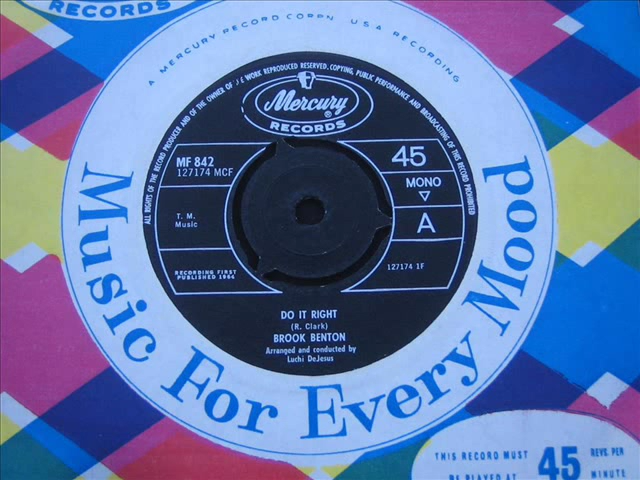 RECORDS
A MERCURY RECORD CORPN. U.S.A. RECORDING
ALL RIGHTS OF THE RECORD PRODUCER AND OF THE OWNER OF THE WORK REPRODUCED RESERVED. COPYING, PUBLIC PERFORMANCE AND BROADCASTING OF THIS RECORD PROHIBITED
Mercury
RECORDS
MF 842
127174 MCF
45
MONO
T. M.
Music
A
RECORDING FIRST
PUBLISHED 1964
127174 1F
DO IT RIGHT
(R. Clark)
BROOK BENTON
Arranged and conducted by
Luchi DeJesus
Music For Every Mood
THIS RECORD MUST
BE PLAYED AT
45
REVS. PER
MINUTE